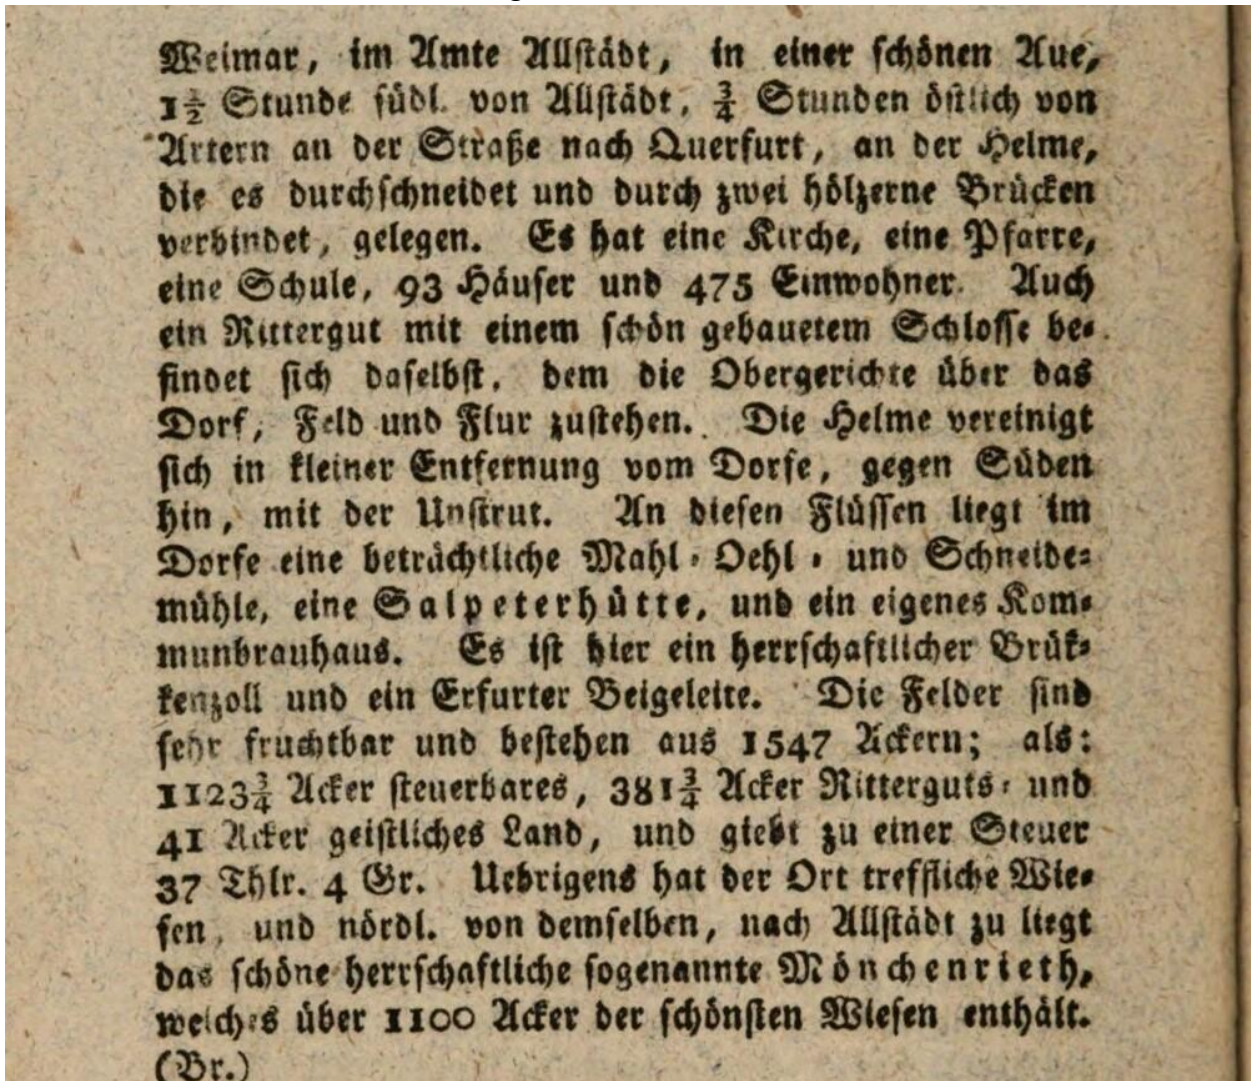 Weimar, im Amte Allstädt, in einer schönen Aue,
1½ Stunde südl. von Allstädt, ¾ Stunden östlich von
Artern an der Straße nach Querfurt, an der Helme,
die es durchschneidet und durch zwei hölzerne Brücken
verbindet, gelegen. Es hat eine Kirche, eine Pfarre,
eine Schule, 93 Häuser und 475 Einwohner. Auch
ein Rittergut mit einem schön gebauetem Schlosse be-
findet sich daselbst, dem die Obergerichte über das
Dorf, Feld und Flur zustehen. Die Helme vereinigt
sich in kleiner Entfernung vom Dorfe, gegen Süden
hin, mit der Unstrut. An diesen Flüssen liegt im
Dorfe eine beträchtliche Mahl- Oehl- und Schneide-
mühle, eine Salpeterhütte, und ein eigenes Kom-
munbrauhaus. Es ist hier ein herrschaftlicher Brük-
kenzoll und ein Erfurter Beigeleite. Die Felder sind
sehr fruchtbar und bestehen aus 1547 Äckern; als:
1123¾ Acker steuerbares, 381¾ Acker Ritterguts- und
41 Acker geistliches Land, und giebt zu einer Steuer
37 Thlr. 4 Gr. Uebrigens hat der Ort treffliche Wie-
sen, und nördl. von demselben, nach Allstädt zu liegt
das schöne herrschaftliche sogenannte Mönchenrieth,
welches über 1100 Acker der schönsten Wiesen enthält.
(Br.)